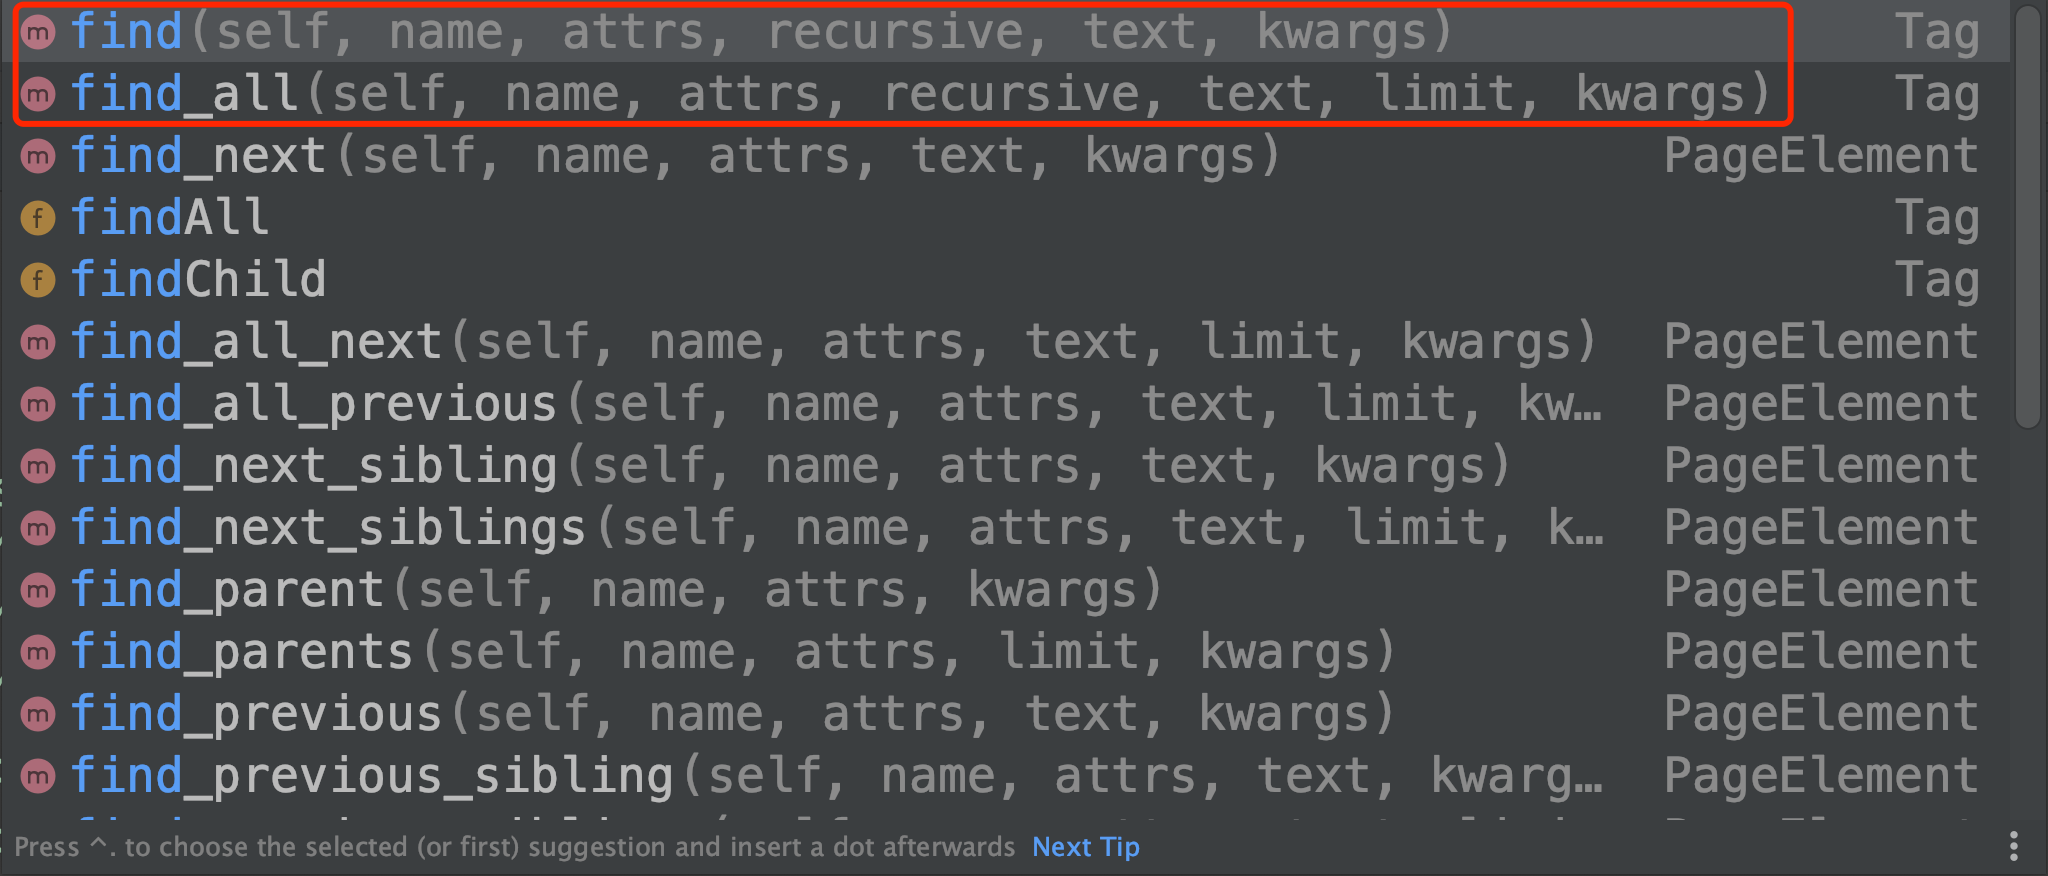 m find(self, name, attrs, recursive, text, kwargs) Tag
m find_all(self, name, attrs, recursive, text, limit, kwargs) Tag
m find_next(self, name, attrs, text, kwargs) PageElement
f findAll Tag
f findChild Tag
m find_all_next(self, name, attrs, text, limit, kwargs) PageElement
m find_all_previous(self, name, attrs, text, limit, kw… PageElement
m find_next_sibling(self, name, attrs, text, kwargs) PageElement
m find_next_siblings(self, name, attrs, text, limit, k… PageElement
m find_parent(self, name, attrs, kwargs) PageElement
m find_parents(self, name, attrs, limit, kwargs) PageElement
m find_previous(self, name, attrs, text, kwargs) PageElement
m find_previous_sibling(self, name, attrs, text, kwarg… PageElement
Press ^. to choose the selected (or first) suggestion and insert a dot afterwards Next Tip